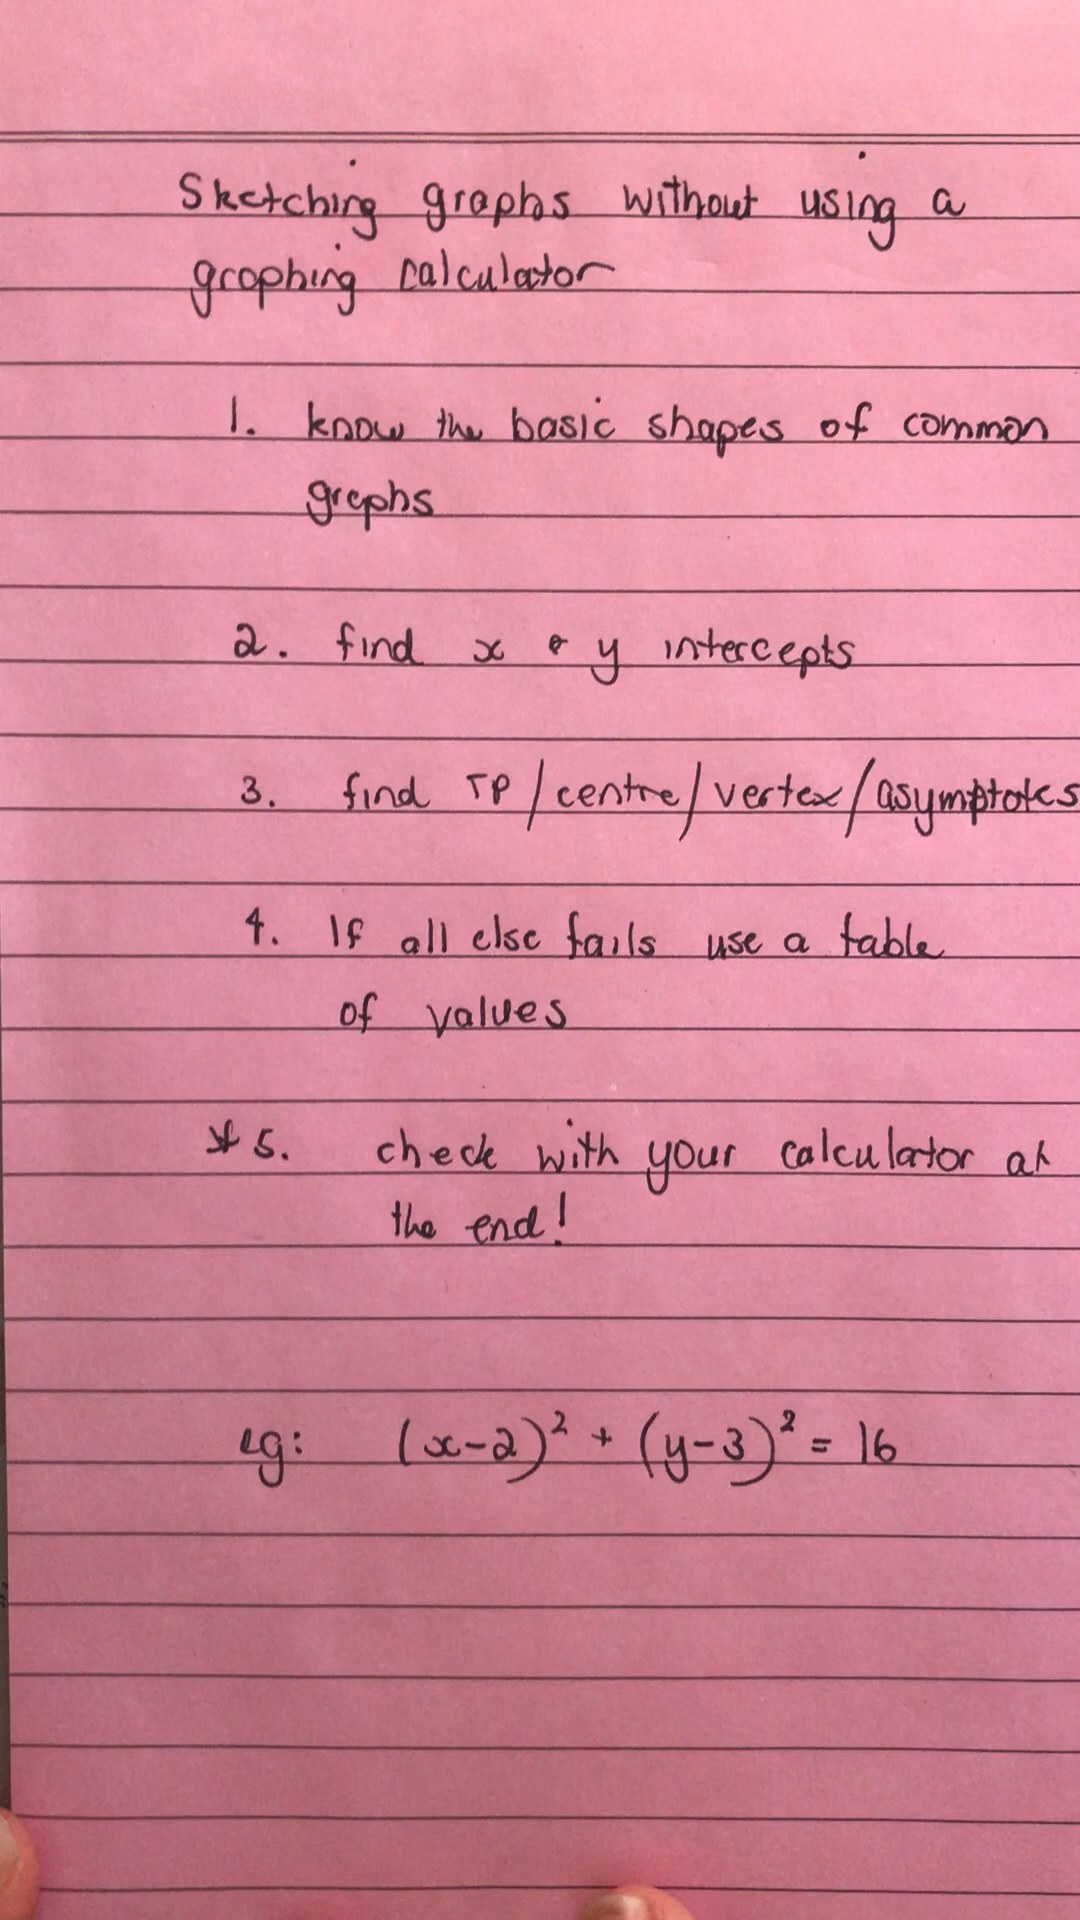 Sketching graphs without using a
graphing calculator
1. know the basic shapes of common
graphs
2. find x & y intercepts
3. find TP/centre/vertex/asymptotes
4. If all else fails use a table
of values
* 5. check with your calculator at
the end!
eg: (x-2)² + (y-3)² = 16